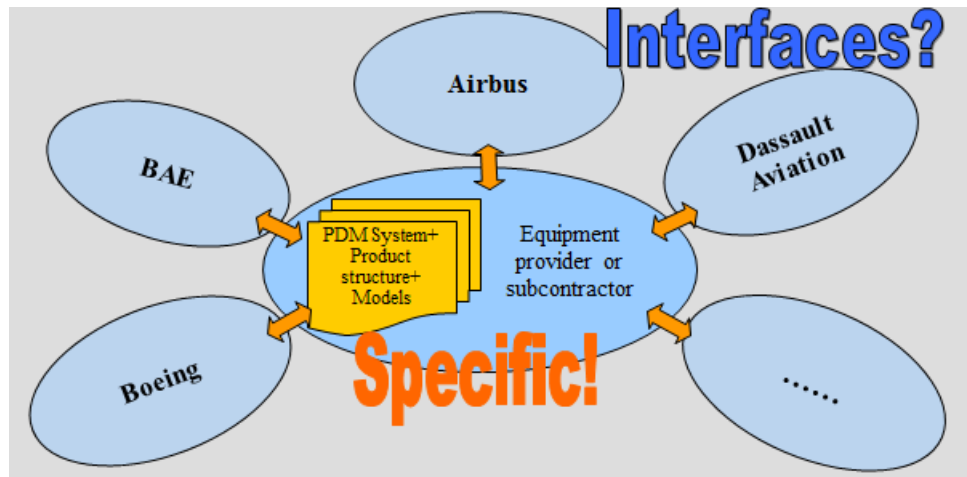 Interfaces?
Airbus
BAE
Dassault
Aviation
PDM System+
Product
structure+
Models
Equipment
provider or
subcontractor
Boeing
Specific!
......